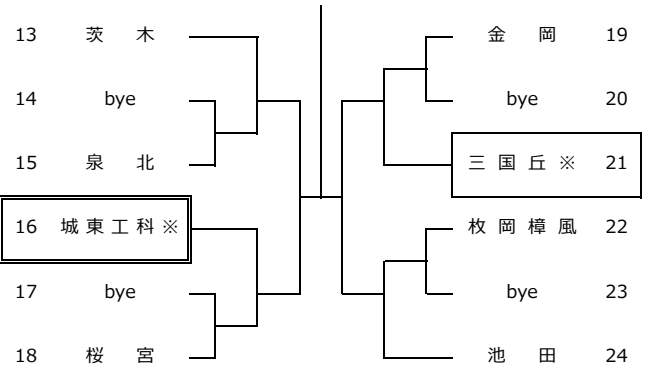 13 茨木
14 bye
15 泉北
16 城東工科※
17 bye
18 桜宮
金岡 19
bye 20
三国丘※ 21
枚岡樟風 22
bye 23
池田 24